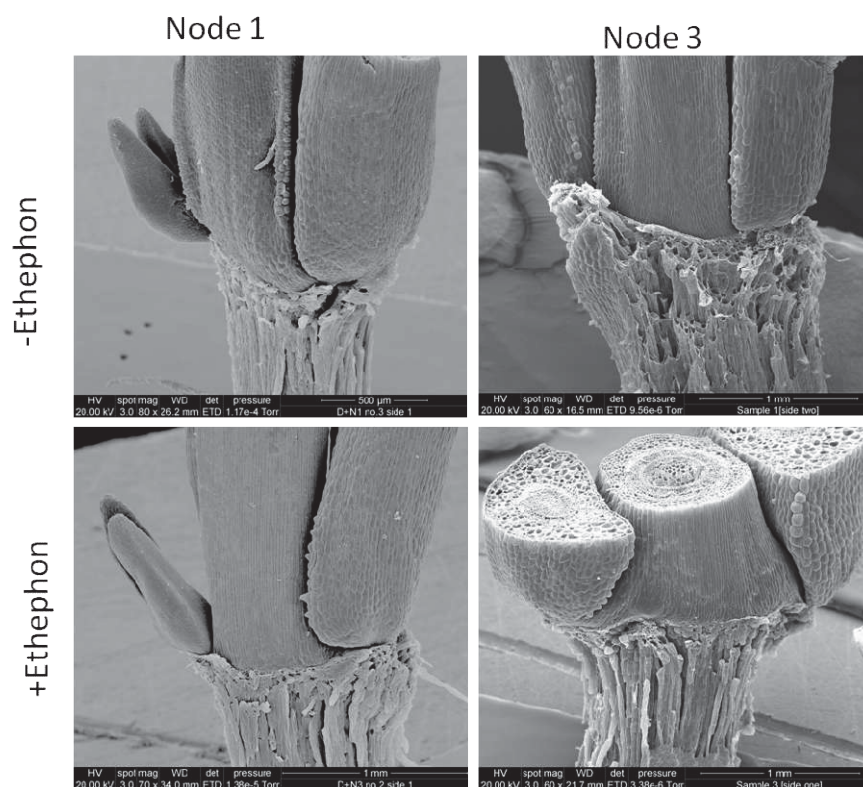 Node 1
Node 3
-Ethephon
HV spot mag WD det pressure 500 µm
20.00 kV 3.0 80 x 26.2 mm ETD 1.17e-4 Torr D+N1 no.3 side 1
HV spot mag WD det pressure 1 mm
20.00 kV 3.0 60 x 16.5 mm ETD 9.56e-6 Torr Sample 1[side two]
+Ethephon
HV spot mag WD det pressure 1 mm
20.00 kV 3.0 70 x 34.0 mm ETD 1.38e-5 Torr D+N3 no.2 side 1
HV spot mag WD det pressure 1 mm
20.00 kV 3.0 60 x 21.7 mm ETD 3.38e-6 Torr Sample 3 [side one]